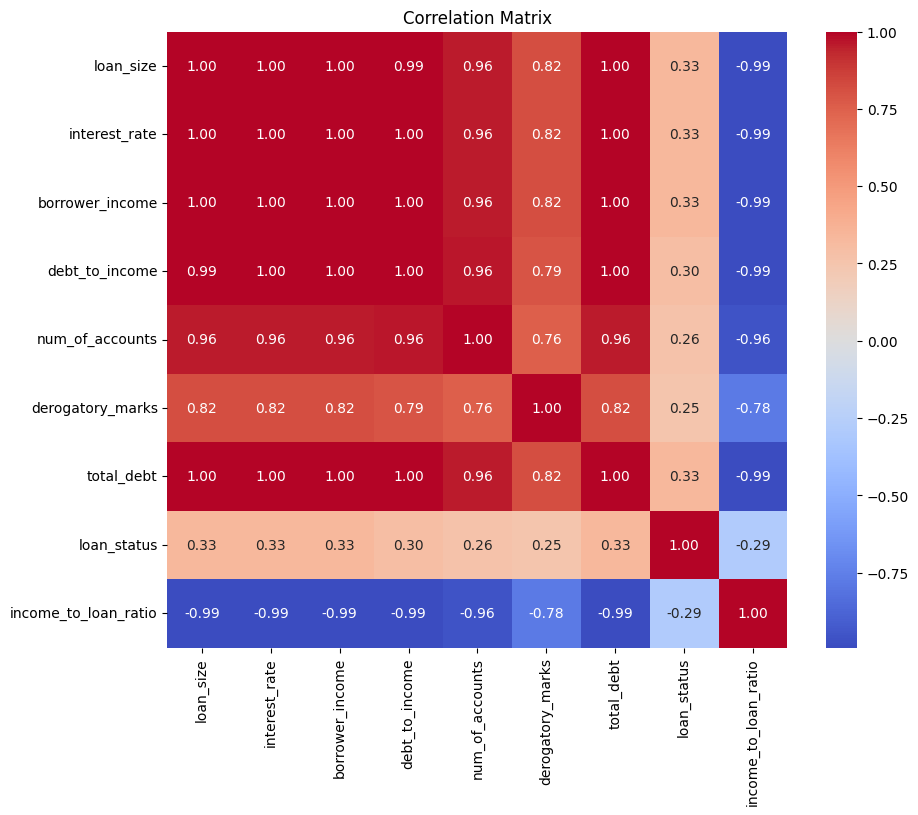 Correlation Matrix
loan_size 1.00 1.00 1.00 0.99 0.96 0.82 1.00 0.33 -0.99
interest_rate 1.00 1.00 1.00 1.00 0.96 0.82 1.00 0.33 -0.99
borrower_income 1.00 1.00 1.00 1.00 0.96 0.82 1.00 0.33 -0.99
debt_to_income 0.99 1.00 1.00 1.00 0.96 0.79 1.00 0.30 -0.99
num_of_accounts 0.96 0.96 0.96 0.96 1.00 0.76 0.96 0.26 -0.96
derogatory_marks 0.82 0.82 0.82 0.79 0.76 1.00 0.82 0.25 -0.78
total_debt 1.00 1.00 1.00 1.00 0.96 0.82 1.00 0.33 -0.99
loan_status 0.33 0.33 0.33 0.30 0.26 0.25 0.33 1.00 -0.29
income_to_loan_ratio -0.99 -0.99 -0.99 -0.99 -0.96 -0.78 -0.99 -0.29 1.00
loan_size
interest_rate
borrower_income
debt_to_income
num_of_accounts
derogatory_marks
total_debt
loan_status
income_to_loan_ratio
1.00
0.75
0.50
0.25
0.00
−0.25
−0.50
−0.75